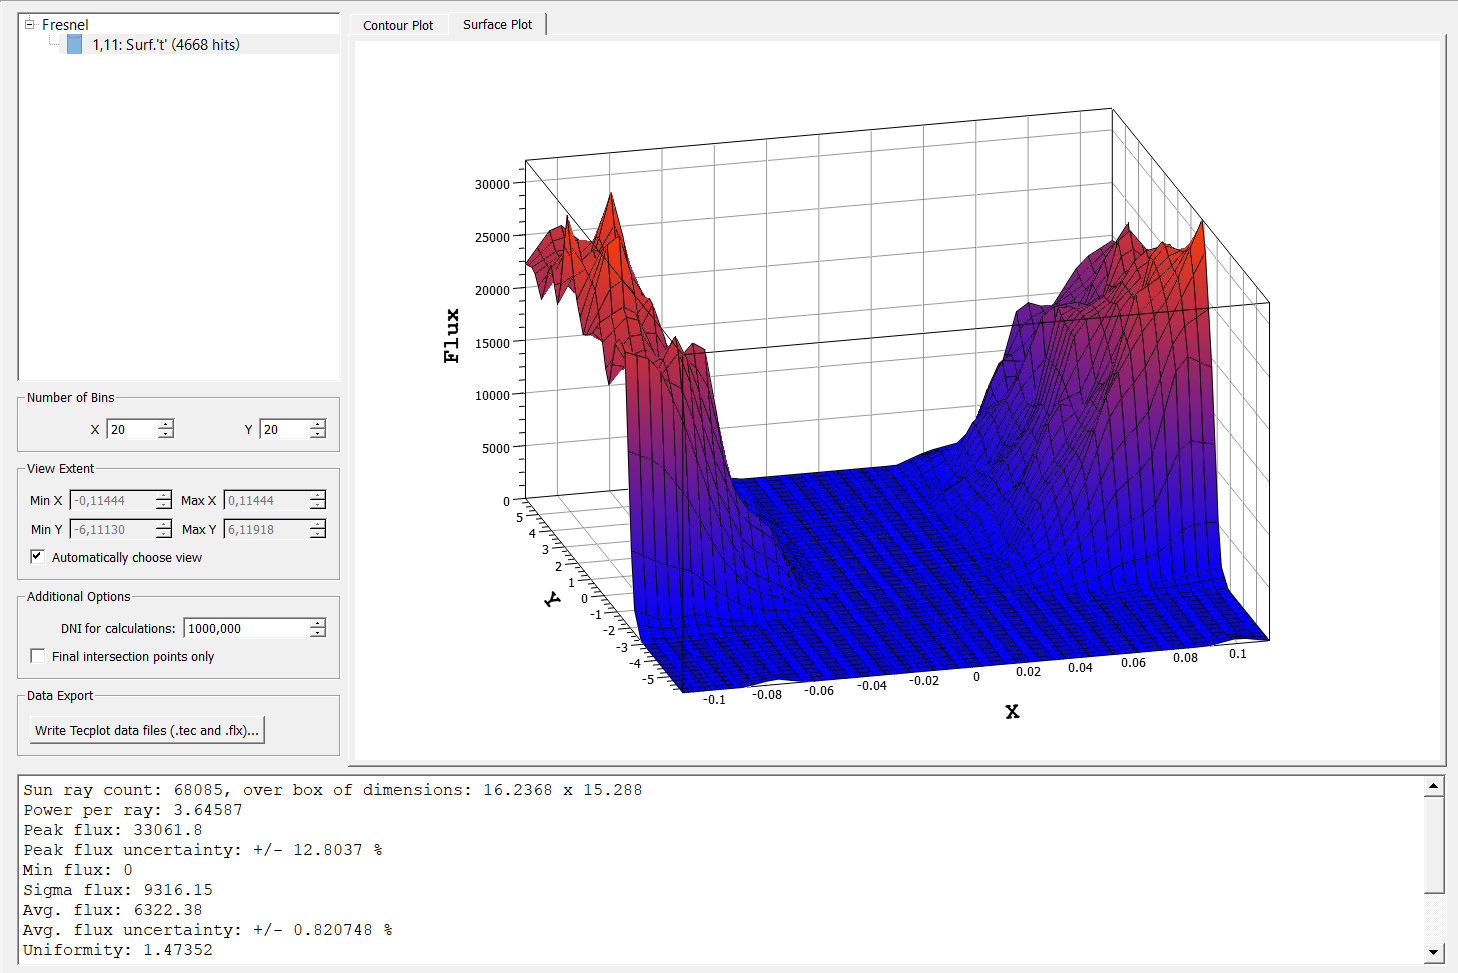 Fresnel
1,11: Surf.'t' (4668 hits)
Number of Bins
X 20 Y 20
View Extent
Min X -0,11444 Max X 0,11444
Min Y -6,11130 Max Y 6,11918
Automatically choose view
Additional Options
DNI for calculations: 1000,000
Final intersection points only
Data Export
Write Tecplot data files (.tec and .flx)...
Contour Plot Surface Plot
Flux
30000
25000
20000
15000
10000
5000
0
Y
5
4
3
2
1
0
-1
-2
-3
-4
-5
-0.1 -0.08 -0.06 -0.04 -0.02 0 0.02 0.04 0.06 0.08 0.1
X
Sun ray count: 68085, over box of dimensions: 16.2368 x 15.288
Power per ray: 3.64587
Peak flux: 33061.8
Peak flux uncertainty: +/- 12.8037 %
Min flux: 0
Sigma flux: 9316.15
Avg. flux: 6322.38
Avg. flux uncertainty: +/- 0.820748 %
Uniformity: 1.47352